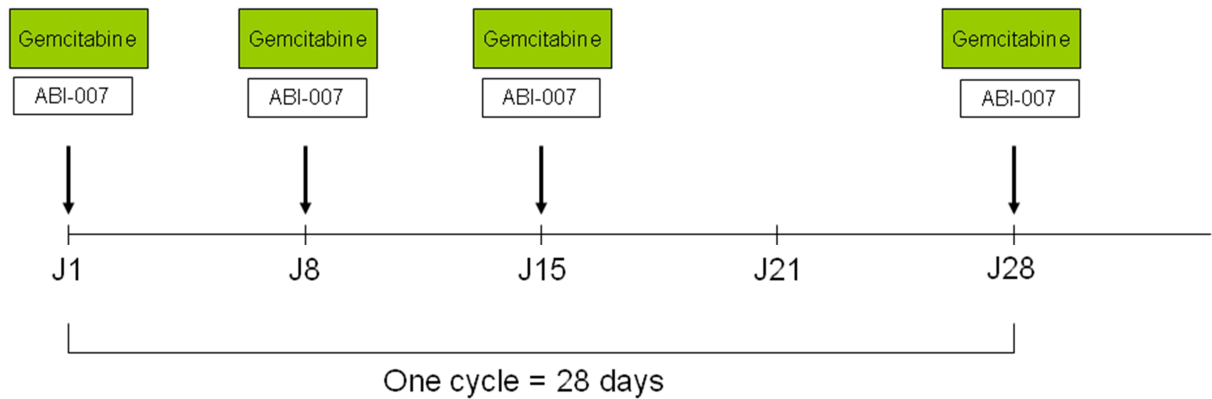 Gemcitabine Gemcitabine Gemcitabine Gemcitabine
ABI-007 ABI-007 ABI-007 ABI-007
J1 J8 J15 J21 J28
One cycle = 28 days